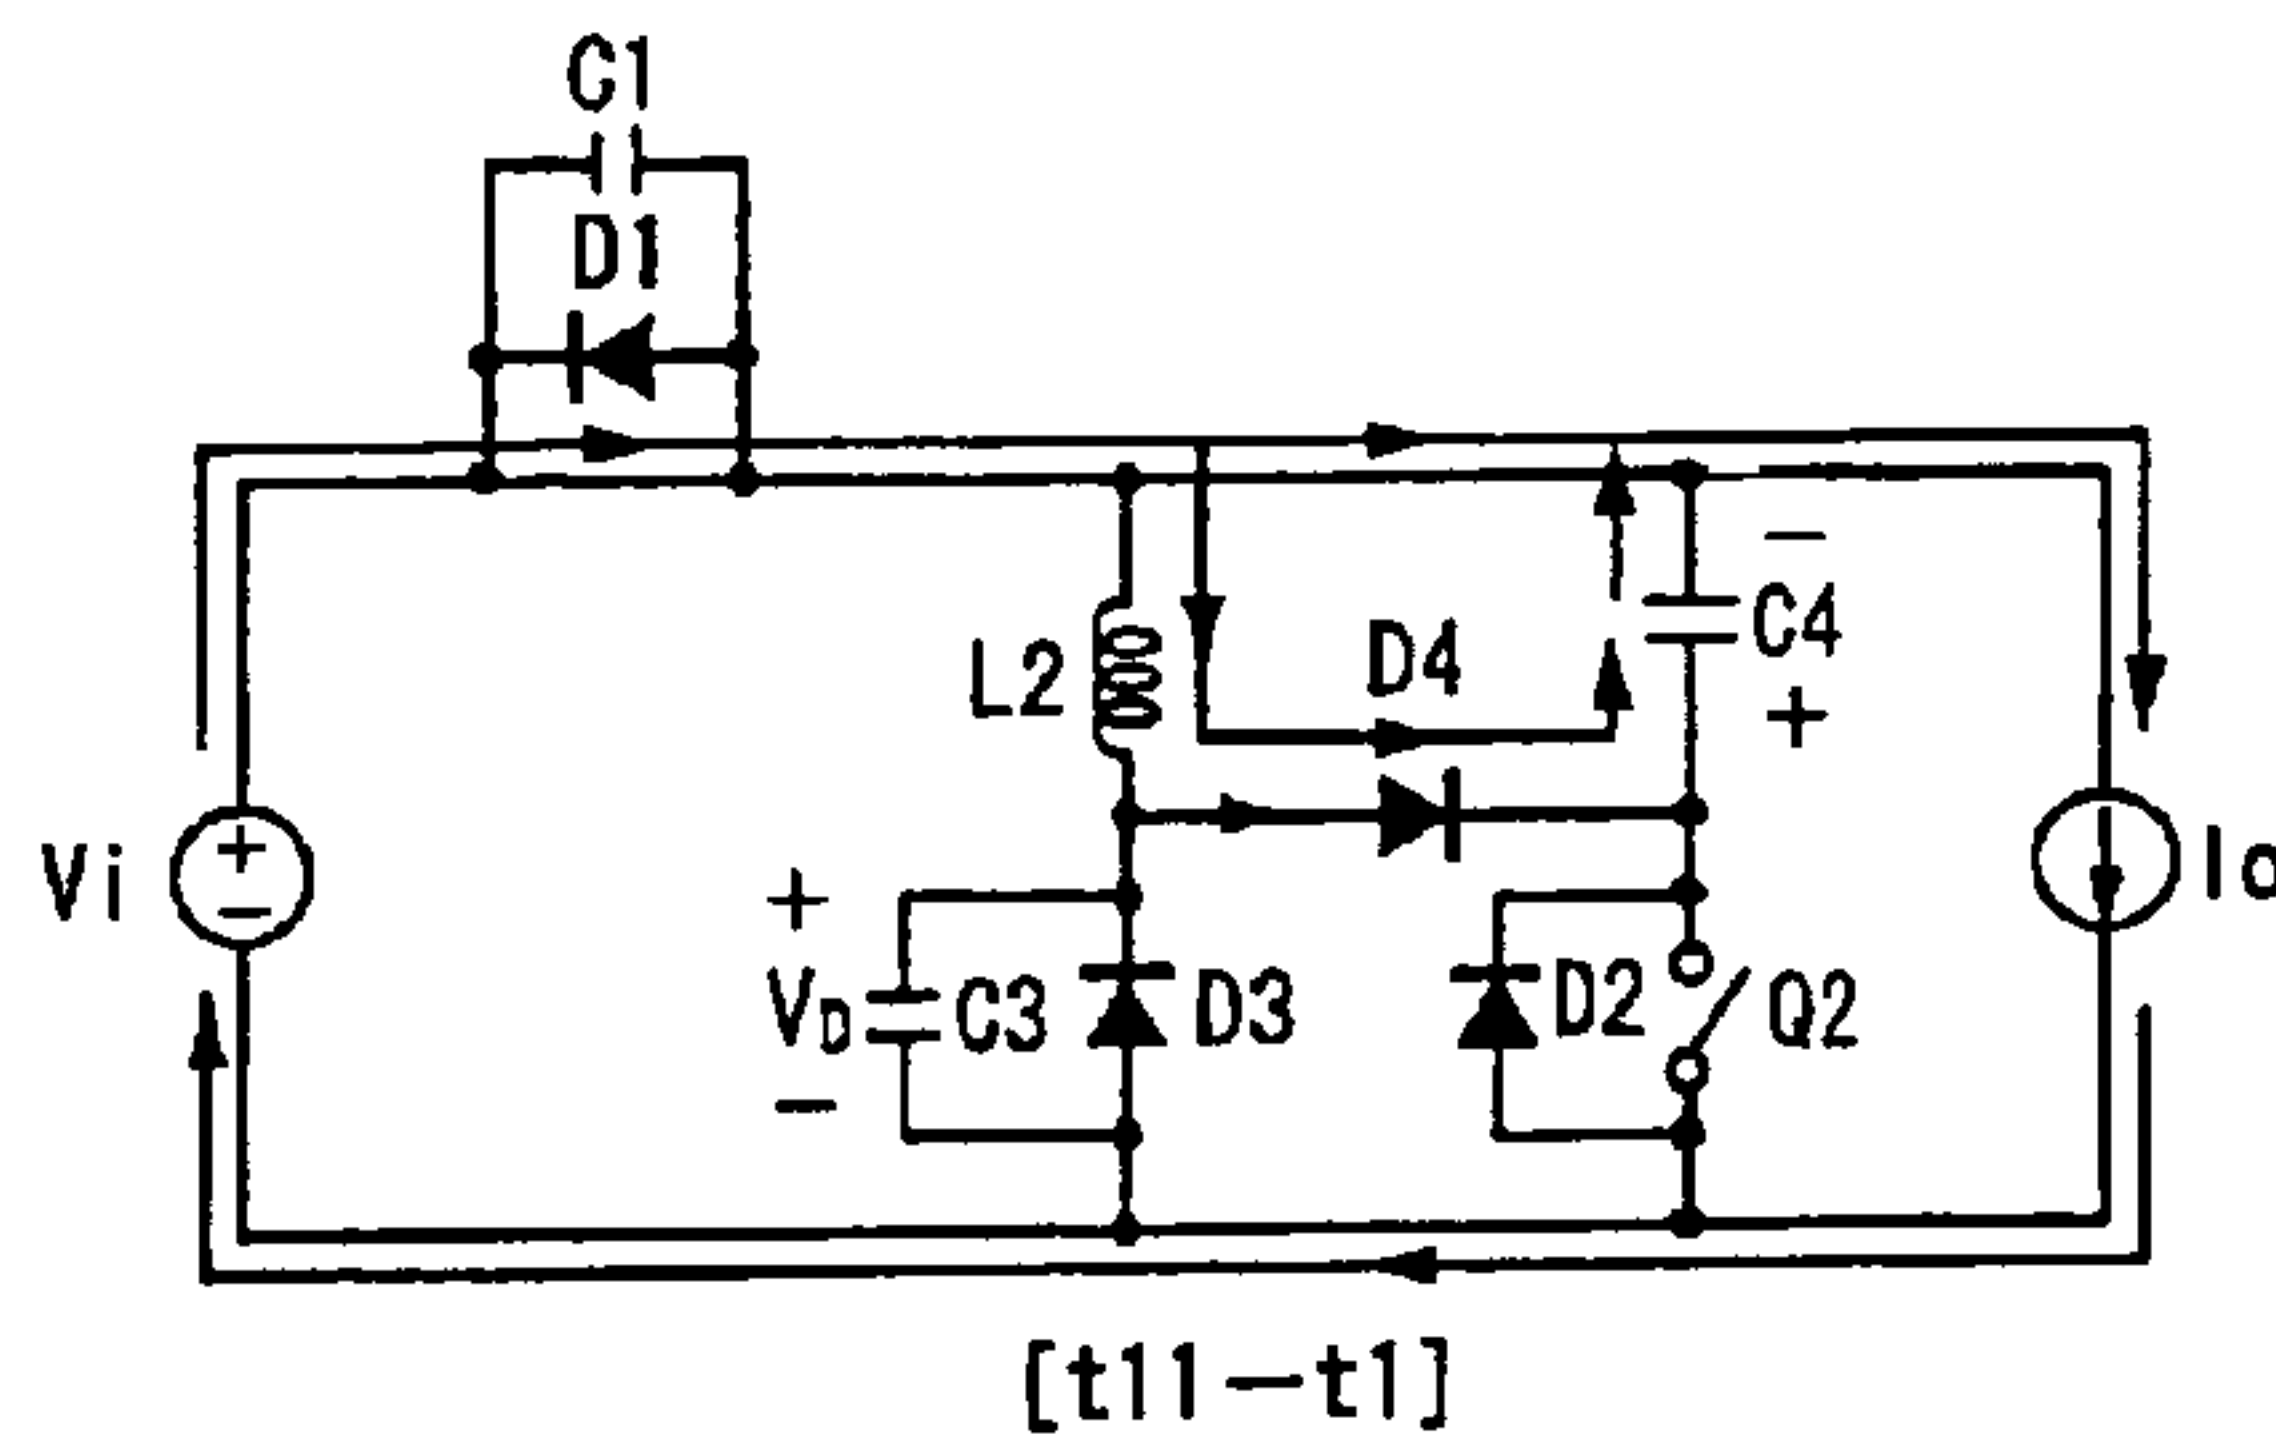 C1
D1
−
C4
+
L2
D4
Vi
+
−
Io
+
VD
−
C3
D3
D2
Q2
[t11−t1]